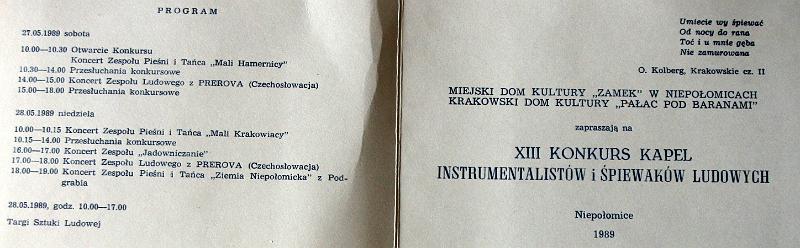 PROGRAM
27.05.1989 sobota
10.00—10.30 Otwarcie Konkursu
Koncert Zespołu Pieśni i Tańca „Mali Hamernicy"
10.30—14.00 Przesłuchania konkursowe
14.00—15.00 Koncert Zespołu Ludowego z PREROVA (Czechosłowacja)
15.00—18.00 Przesłuchania konkursowe
28.05.1989 niedziela
10.00—10.15 Koncert Zespołu Pieśni i Tańca „Mali Krakowiacy"
10.15—14.00 Przesłuchania konkursowe
16.00—17.00 Koncert Zespołu „Jadowniczanie"
17.00—18.00 Koncert Zespołu Ludowego z PREROVA (Czechosłowacja)
18.00—19.00 Koncert Zespołu Pieśni i Tańca „Ziemia Niepołomicka" z Pod-
grabia
28.05.1989, godz. 10.00—17.00
Targi Sztuki Ludowej
Umiecie wy śpiewać
Od nocy do rana
Toć i u mnie gęba
Nie zamurowana
O. Kolberg, Krakowskie cz. II
MIEJSKI DOM KULTURY „ZAMEK" W NIEPOŁOMICACH
KRAKOWSKI DOM KULTURY „PAŁAC POD BARANAMI"
zapraszają na
XIII KONKURS KAPEL
INSTRUMENTALISTÓW i ŚPIEWAKÓW LUDOWYCH
Niepołomice
1989